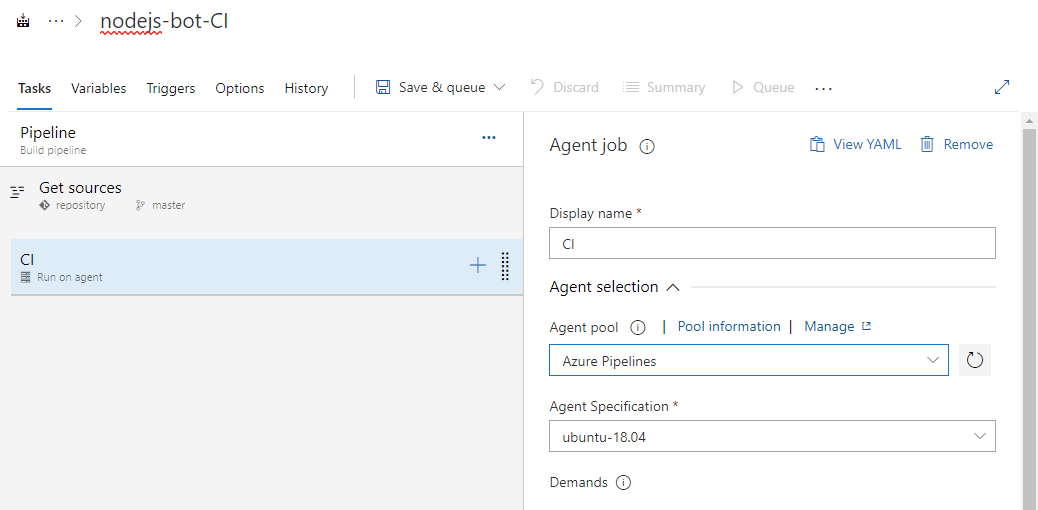 ... > nodejs-bot-CI
Tasks Variables Triggers Options History Save & queue Discard Summary Queue ...
Pipeline ...
Build pipeline
Get sources
repository master
CI
Run on agent
Agent job View YAML Remove
Display name *
CI
Agent selection
Agent pool | Pool information | Manage
Azure Pipelines
Agent Specification *
ubuntu-18.04
Demands